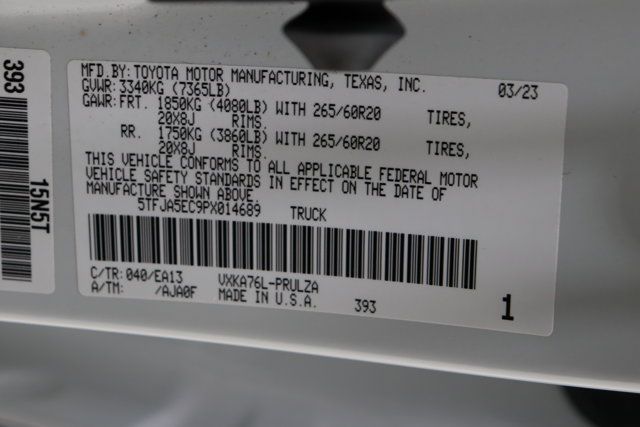 MFD.BY:TOYOTA MOTOR MANUFACTURING, TEXAS, INC. 03/23
GVWR: 3340KG (7365LB)
GAWR: FRT. 1850KG (4080LB) WITH 265/60R20 TIRES,
20X8J RIMS.
RR. 1750KG (3860LB) WITH 265/60R20 TIRES,
20X8J RIMS.
THIS VEHICLE CONFORMS TO ALL APPLICABLE FEDERAL MOTOR
VEHICLE SAFETY STANDARDS IN EFFECT ON THE DATE OF
MANUFACTURE SHOWN ABOVE.
5TFJA5EC9PX014689 TRUCK
C/TR: 040/EA13 VXKA76L-PRULZA
A/TM: /AJA0F MADE IN U.S.A. 393
1
393
15N5T